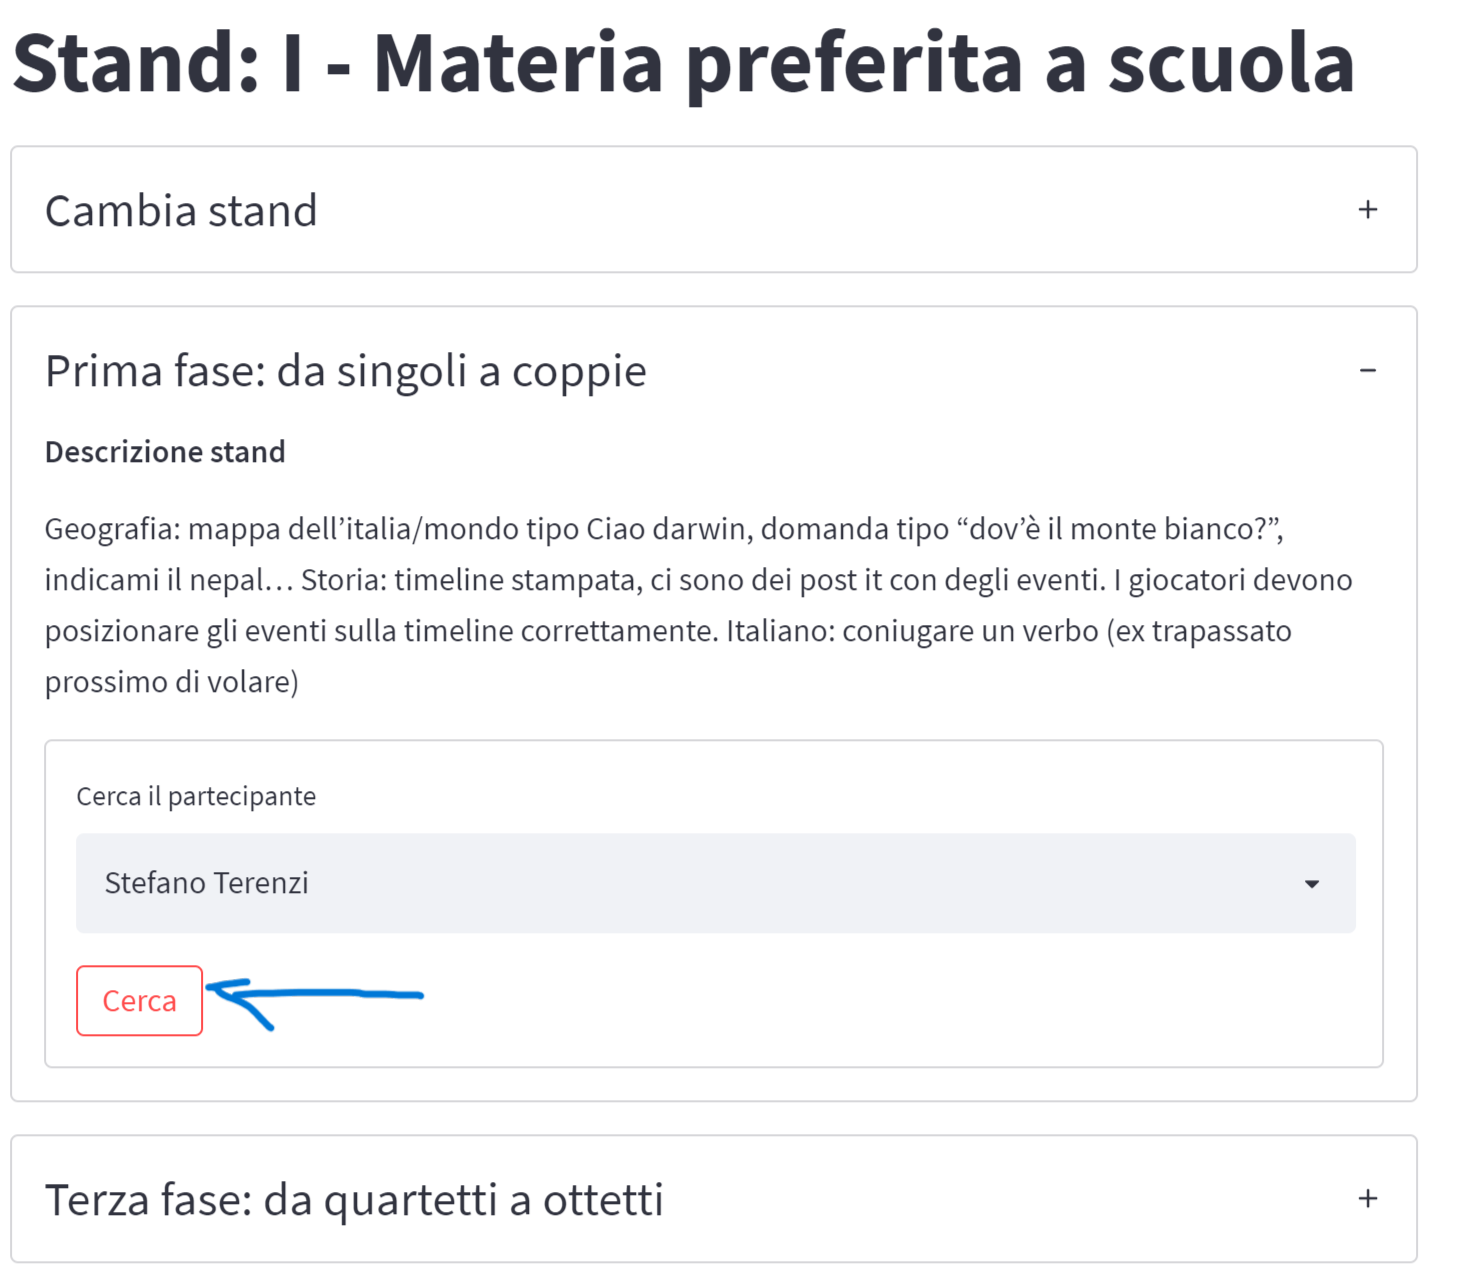 Stand: I - Materia preferita a scuola
Cambia stand
Prima fase: da singoli a coppie
Descrizione stand
Geografia: mappa dell’italia/mondo tipo Ciao darwin, domanda tipo “dov’è il monte bianco?”,
indicami il nepal… Storia: timeline stampata, ci sono dei post it con degli eventi. I giocatori devono
posizionare gli eventi sulla timeline correttamente. Italiano: coniugare un verbo (ex trapassato
prossimo di volare)
Cerca il partecipante
Stefano Terenzi
Cerca
Terza fase: da quartetti a ottetti